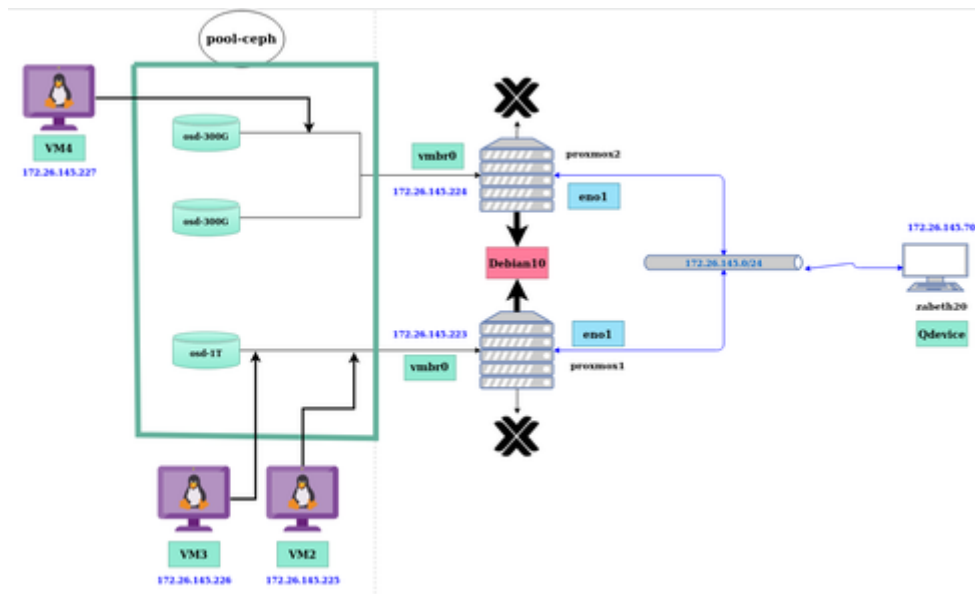 pool-ceph
VM4
172.26.145.227
osd-300G
osd-300G
osd-1T
vmbr0
172.26.145.224
proxmox2
eno1
Debian10
172.26.145.0/24
172.26.145.70
zabeth20
Qdevice
172.26.145.223
vmbr0
eno1
proxmox1
VM3
172.26.145.226
VM2
172.26.145.225